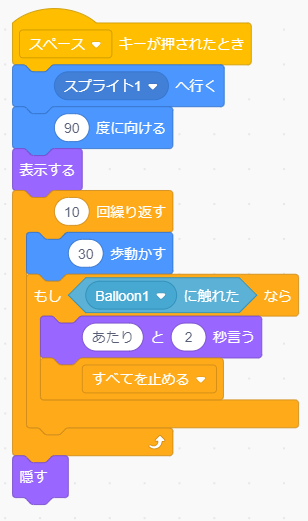 スペース キーが押されたとき
スプライト1 へ行く
90 度に向ける
表示する
10 回繰り返す
30 歩動かす
もし Balloon1 に触れた なら
あたり と 2 秒言う
すべてを止める
隠す